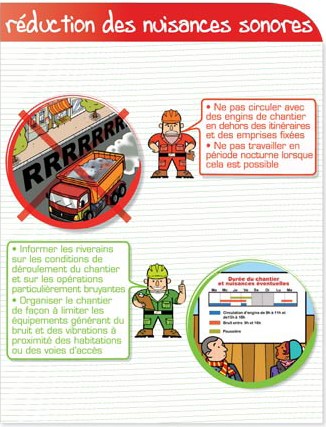 réduction des nuisances sonores
• Ne pas circuler avec
des engins de chantier
en dehors des itinéraires
et des emprises fixées
• Ne pas travailler en
période nocturne lorsque
cela est possible
RRRRRRRR
• Informer les riverains
sur les conditions de
déroulement du chantier
et sur les opérations
particulièrement bruyantes
• Organiser le chantier
de façon à limiter les
équipements générant du
bruit et des vibrations à
proximité des habitations
ou des voies d'accès
Durée du chantier
et nuisances éventuelles
Circulation d'engins de 9h à 11h et
Bruit entre 9h et 16h
Poussière